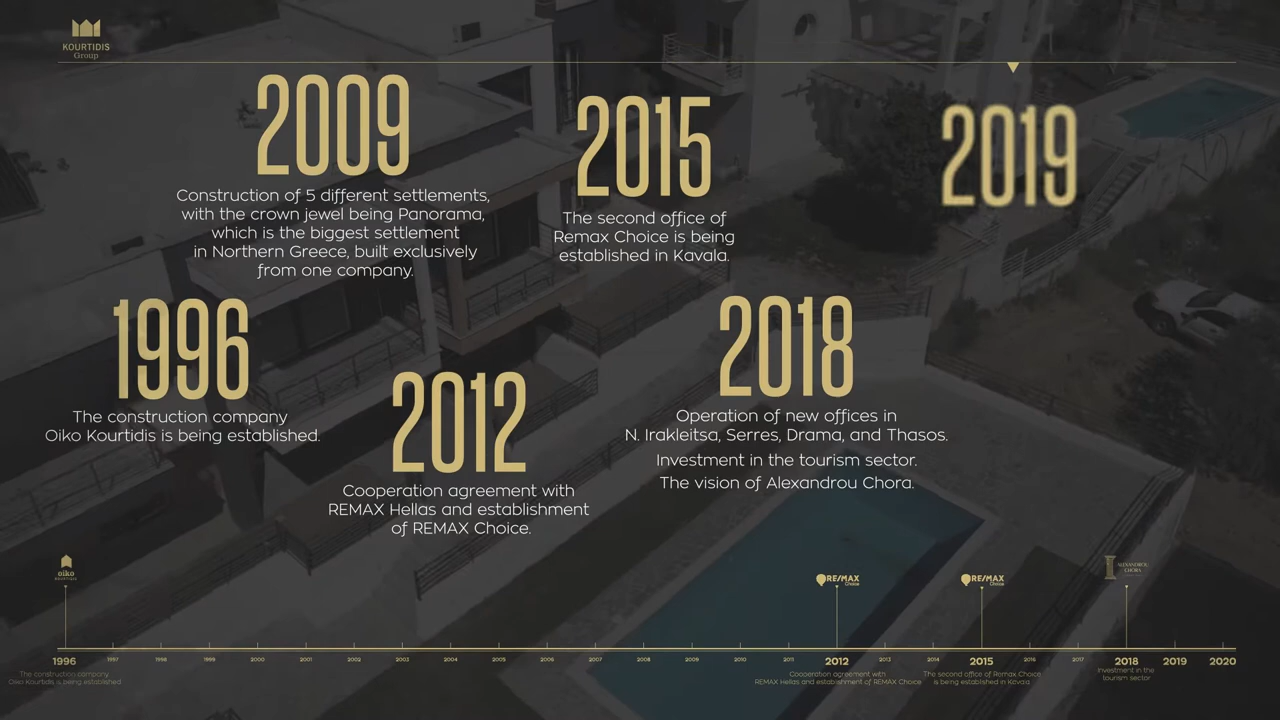 KOURTIDIS
Group
2009
Construction of 5 different settlements,
with the crown jewel being Panorama,
which is the biggest settlement
in Northern Greece, built exclusively
from one company.
2015
The second office of
Remax Choice is being
established in Kavala.
2019
1996
The construction company
Oiko Kourtidis is being established.
2012
Cooperation agreement with
REMAX Hellas and establishment
of REMAX Choice.
2018
Operation of new offices in
N. Irakleitsa, Serres, Drama, and Thasos.
Investment in the tourism sector.
The vision of Alexandrou Chora.
oiko
KOURTIDIS
RE/MAX
Choice
RE/MAX
Choice
ALEXANDROU
CHORA
1996 1997 1998 1999 2000 2001 2002 2003 2004 2005 2006 2007 2008 2009 2010 2011 2012 2013 2014 2015 2016 2017 2018 2019 2020
The construction company
Oiko Kourtidis is being established
Cooperation agreement with
REMAX Hellas and establishment of REMAX Choice
The second office of Remax Choice
is being established in Kavala
Investment in the
tourism sector